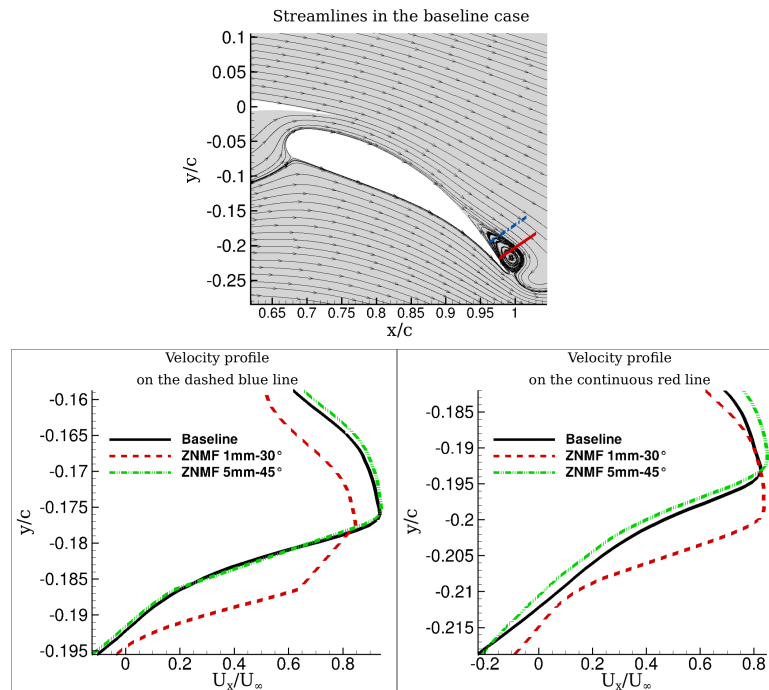 Streamlines in the baseline case
0.1
0.05
0
-0.05
-0.1
-0.15
-0.2
-0.25
y/c
0.65 0.7 0.75 0.8 0.85 0.9 0.95 1
x/c
Velocity profile
on the dashed blue line
-0.16
-0.165
-0.17
-0.175
-0.18
-0.185
-0.19
-0.195
y/c
Baseline
ZNMF 1mm-30°
ZNMF 5mm-45°
0 0.2 0.4 0.6 0.8
Uₓ/U∞
Velocity profile
on the continuous red line
-0.185
-0.19
-0.195
-0.2
-0.205
-0.21
-0.215
y/c
Baseline
ZNMF 1mm-30°
ZNMF 5mm-45°
-0.2 0 0.2 0.4 0.6 0.8
Uₓ/U∞